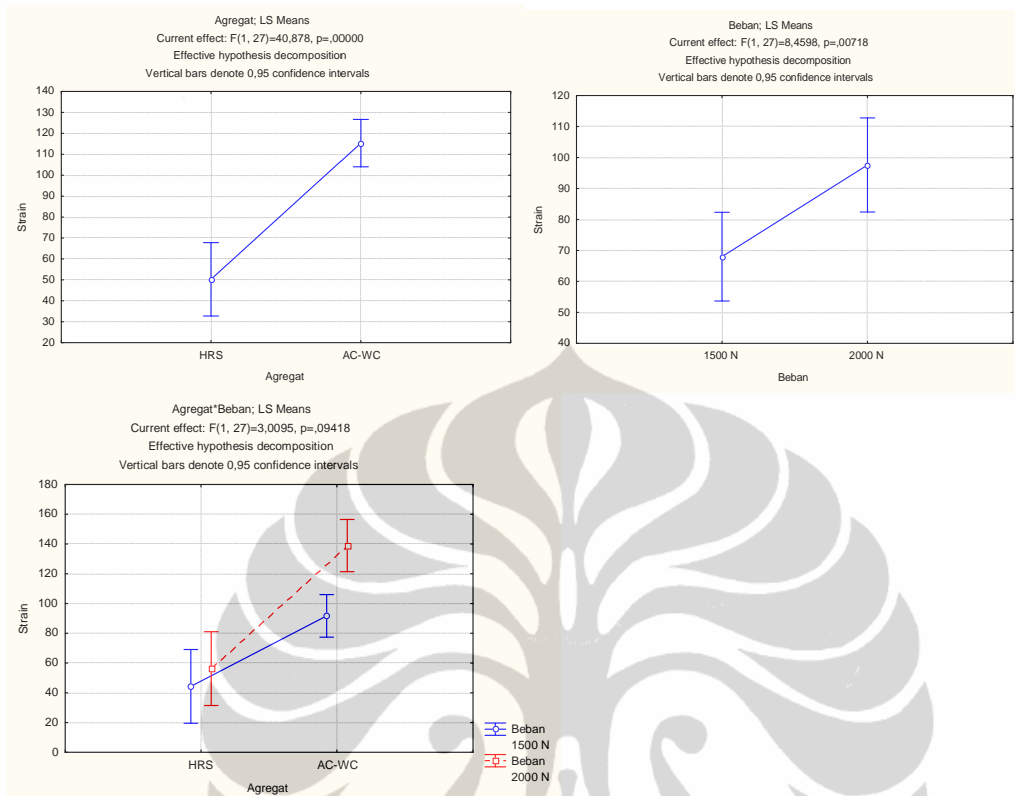 Agregat; LS Means
Current effect: F(1, 27)=40,878, p=,00000
Effective hypothesis decomposition
Vertical bars denote 0,95 confidence intervals
140
130
120
110
100
90
80
70
60
50
40
30
20
Strain
HRS AC-WC
Agregat
Beban; LS Means
Current effect: F(1, 27)=8,4598, p=,00718
Effective hypothesis decomposition
Vertical bars denote 0,95 confidence intervals
120
110
100
90
80
70
60
50
40
Strain
1500 N 2000 N
Beban
Agregat*Beban; LS Means
Current effect: F(1, 27)=3,0095, p=,09418
Effective hypothesis decomposition
Vertical bars denote 0,95 confidence intervals
180
160
140
120
100
80
60
40
20
0
Strain
HRS AC-WC
Agregat
Beban
1500 N
Beban
2000 N